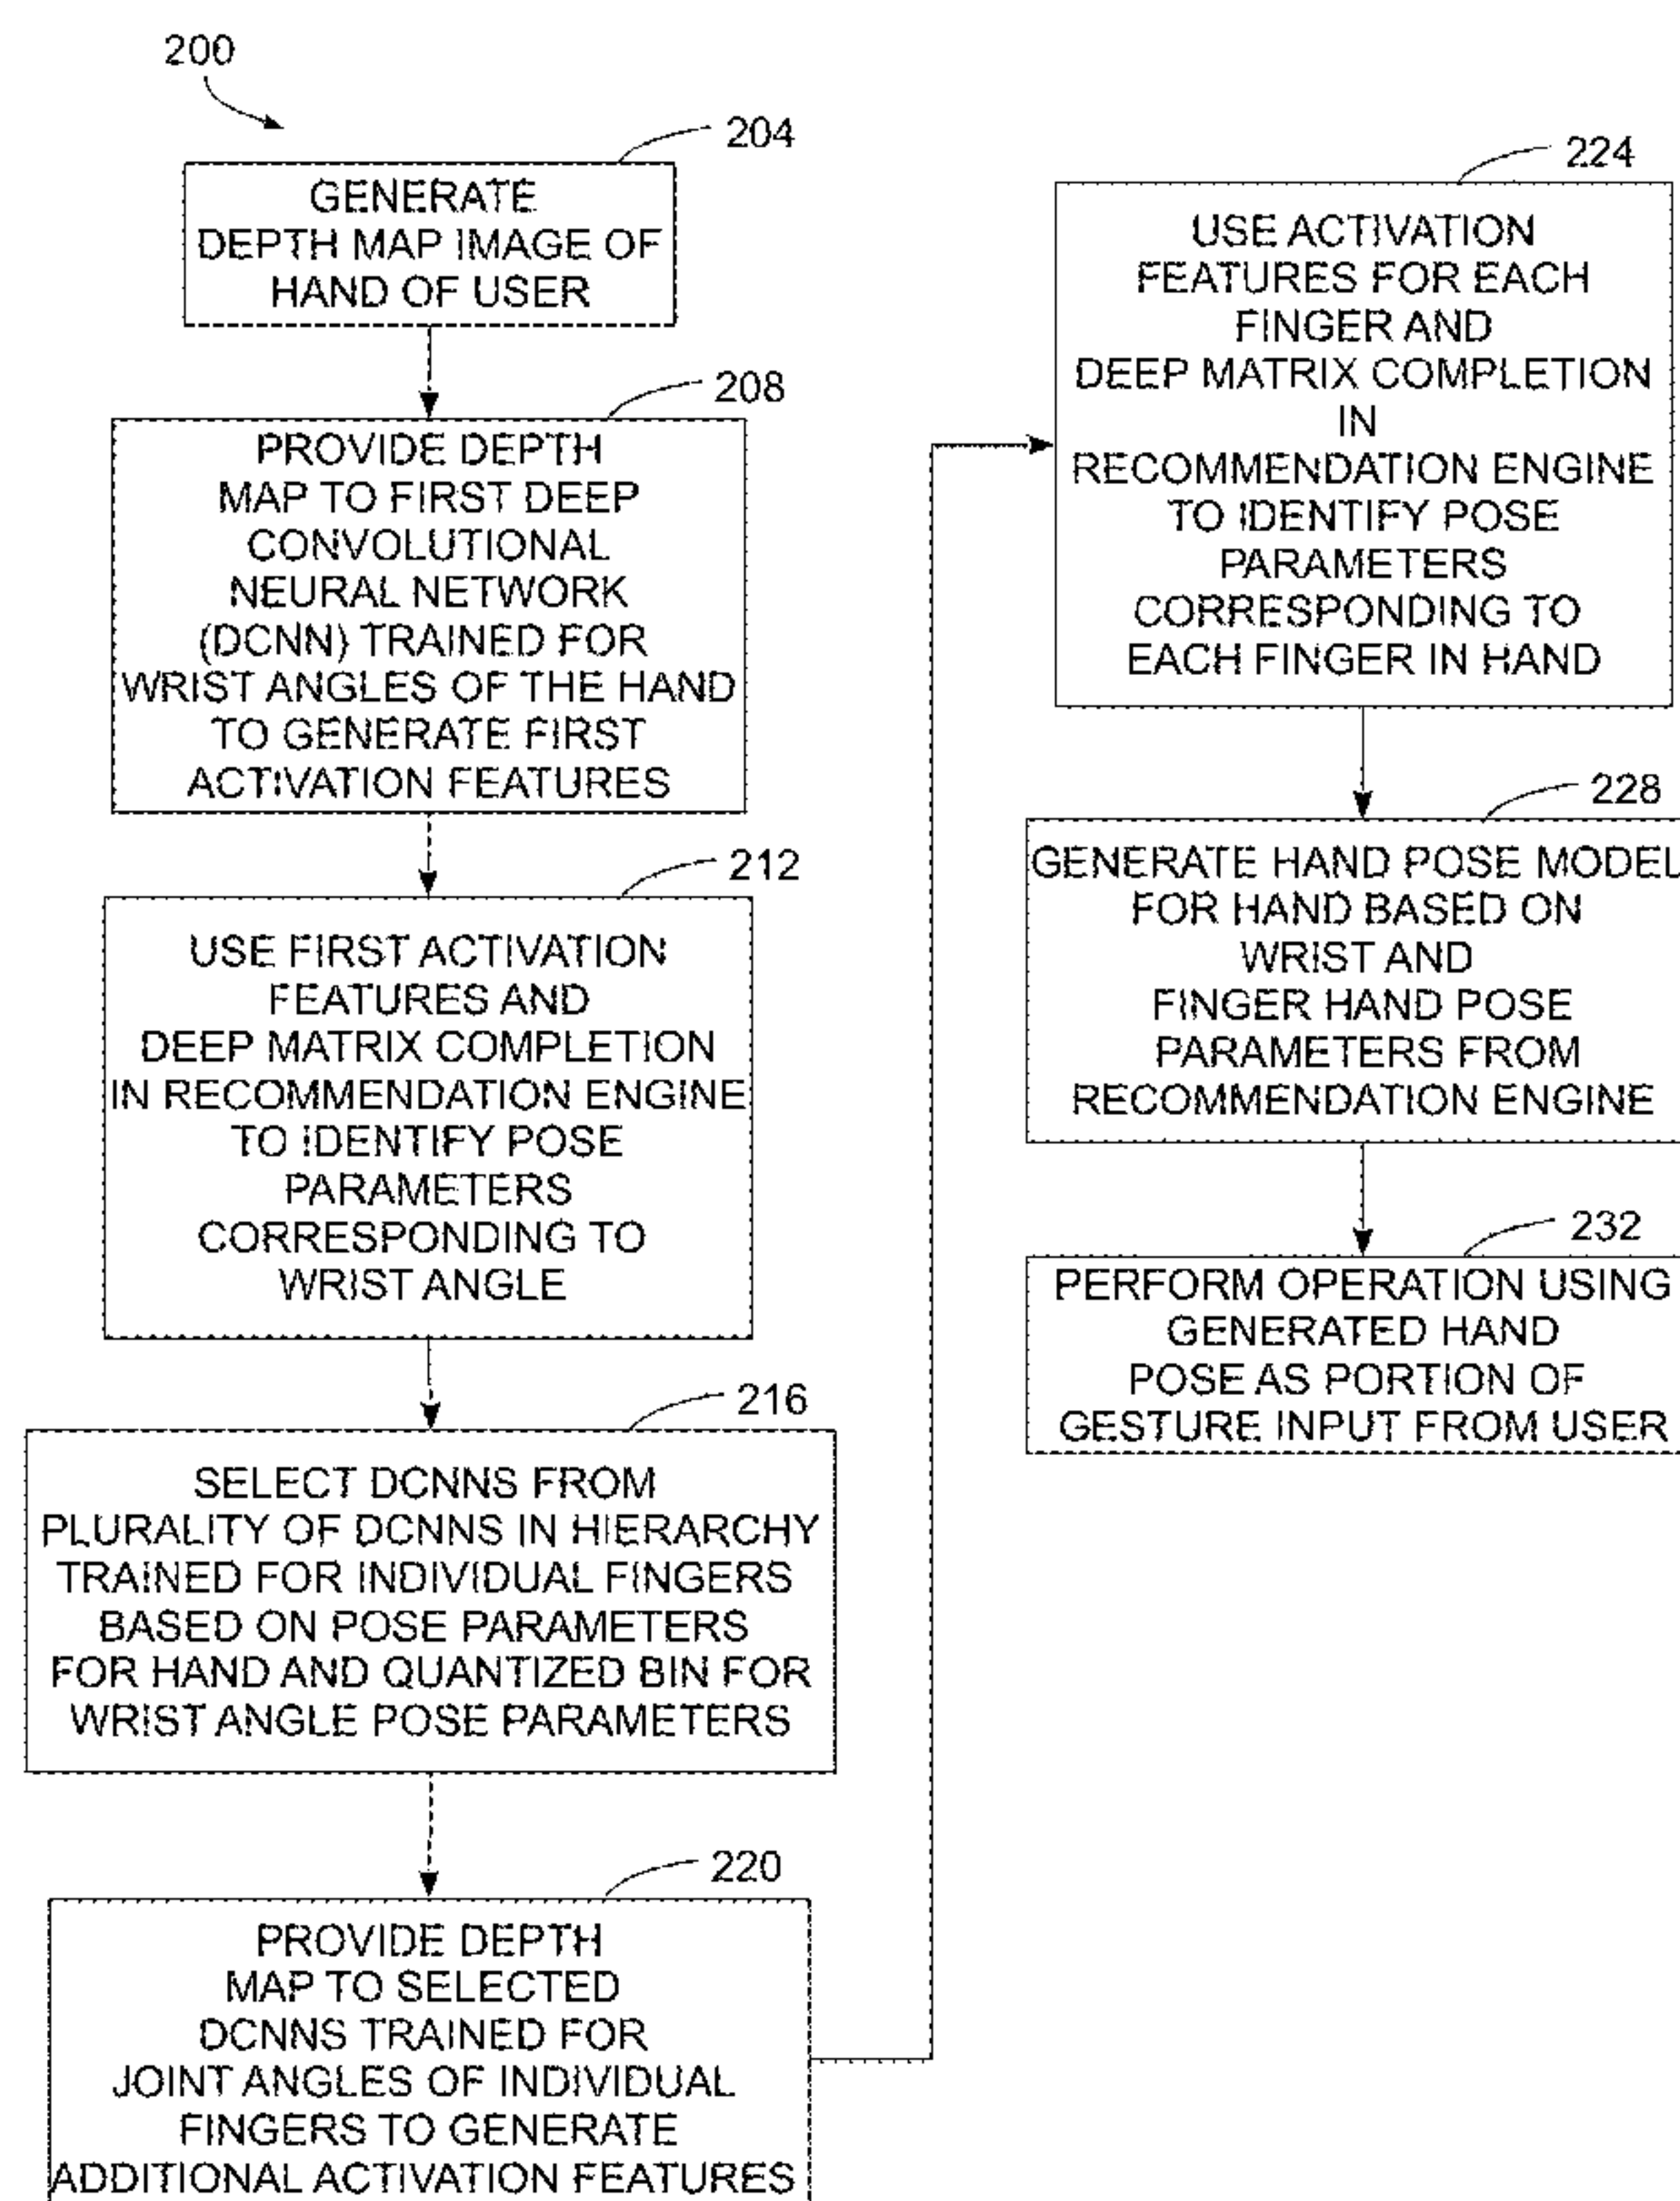 200
204
GENERATE
DEPTH MAP IMAGE OF
HAND OF USER
208
PROVIDE DEPTH
MAP TO FIRST DEEP
CONVOLUTIONAL
NEURAL NETWORK
(DCNN) TRAINED FOR
WRIST ANGLES OF THE HAND
TO GENERATE FIRST
ACTIVATION FEATURES
212
USE FIRST ACTIVATION
FEATURES AND
DEEP MATRIX COMPLETION
IN RECOMMENDATION ENGINE
TO IDENTIFY POSE
PARAMETERS
CORRESPONDING TO
WRIST ANGLE
216
SELECT DCNNS FROM
PLURALITY OF DCNNS IN HIERARCHY
TRAINED FOR INDIVIDUAL FINGERS
BASED ON POSE PARAMETERS
FOR HAND AND QUANTIZED BIN FOR
WRIST ANGLE POSE PARAMETERS
220
PROVIDE DEPTH
MAP TO SELECTED
DCNNS TRAINED FOR
JOINT ANGLES OF INDIVIDUAL
FINGERS TO GENERATE
ADDITIONAL ACTIVATION FEATURES
224
USE ACTIVATION
FEATURES FOR EACH
FINGER AND
DEEP MATRIX COMPLETION
IN
RECOMMENDATION ENGINE
TO IDENTIFY POSE
PARAMETERS
CORRESPONDING TO
EACH FINGER IN HAND
228
GENERATE HAND POSE MODEL
FOR HAND BASED ON
WRIST AND
FINGER HAND POSE
PARAMETERS FROM
RECOMMENDATION ENGINE
232
PERFORM OPERATION USING
GENERATED HAND
POSE AS PORTION OF
GESTURE INPUT FROM USER